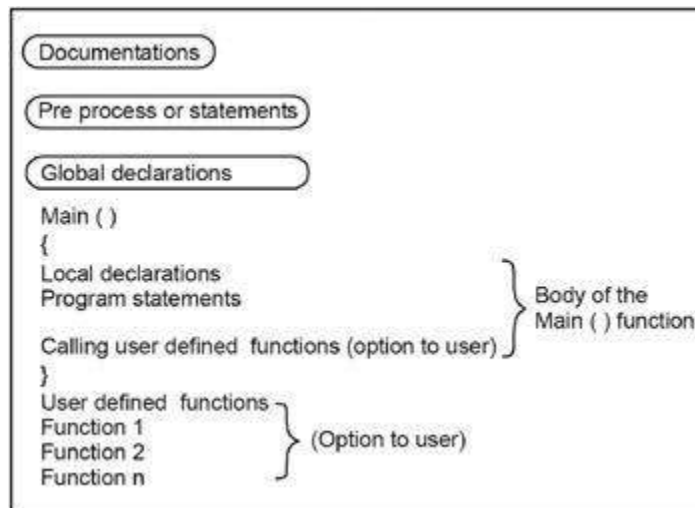 Documentations
Pre process or statements
Global declarations
Main ( )
{
Local declarations
Program statements
Body of the
Main ( ) function
Calling user defined functions (option to user)
}
User defined functions
Function 1
Function 2
Function n
(Option to user)